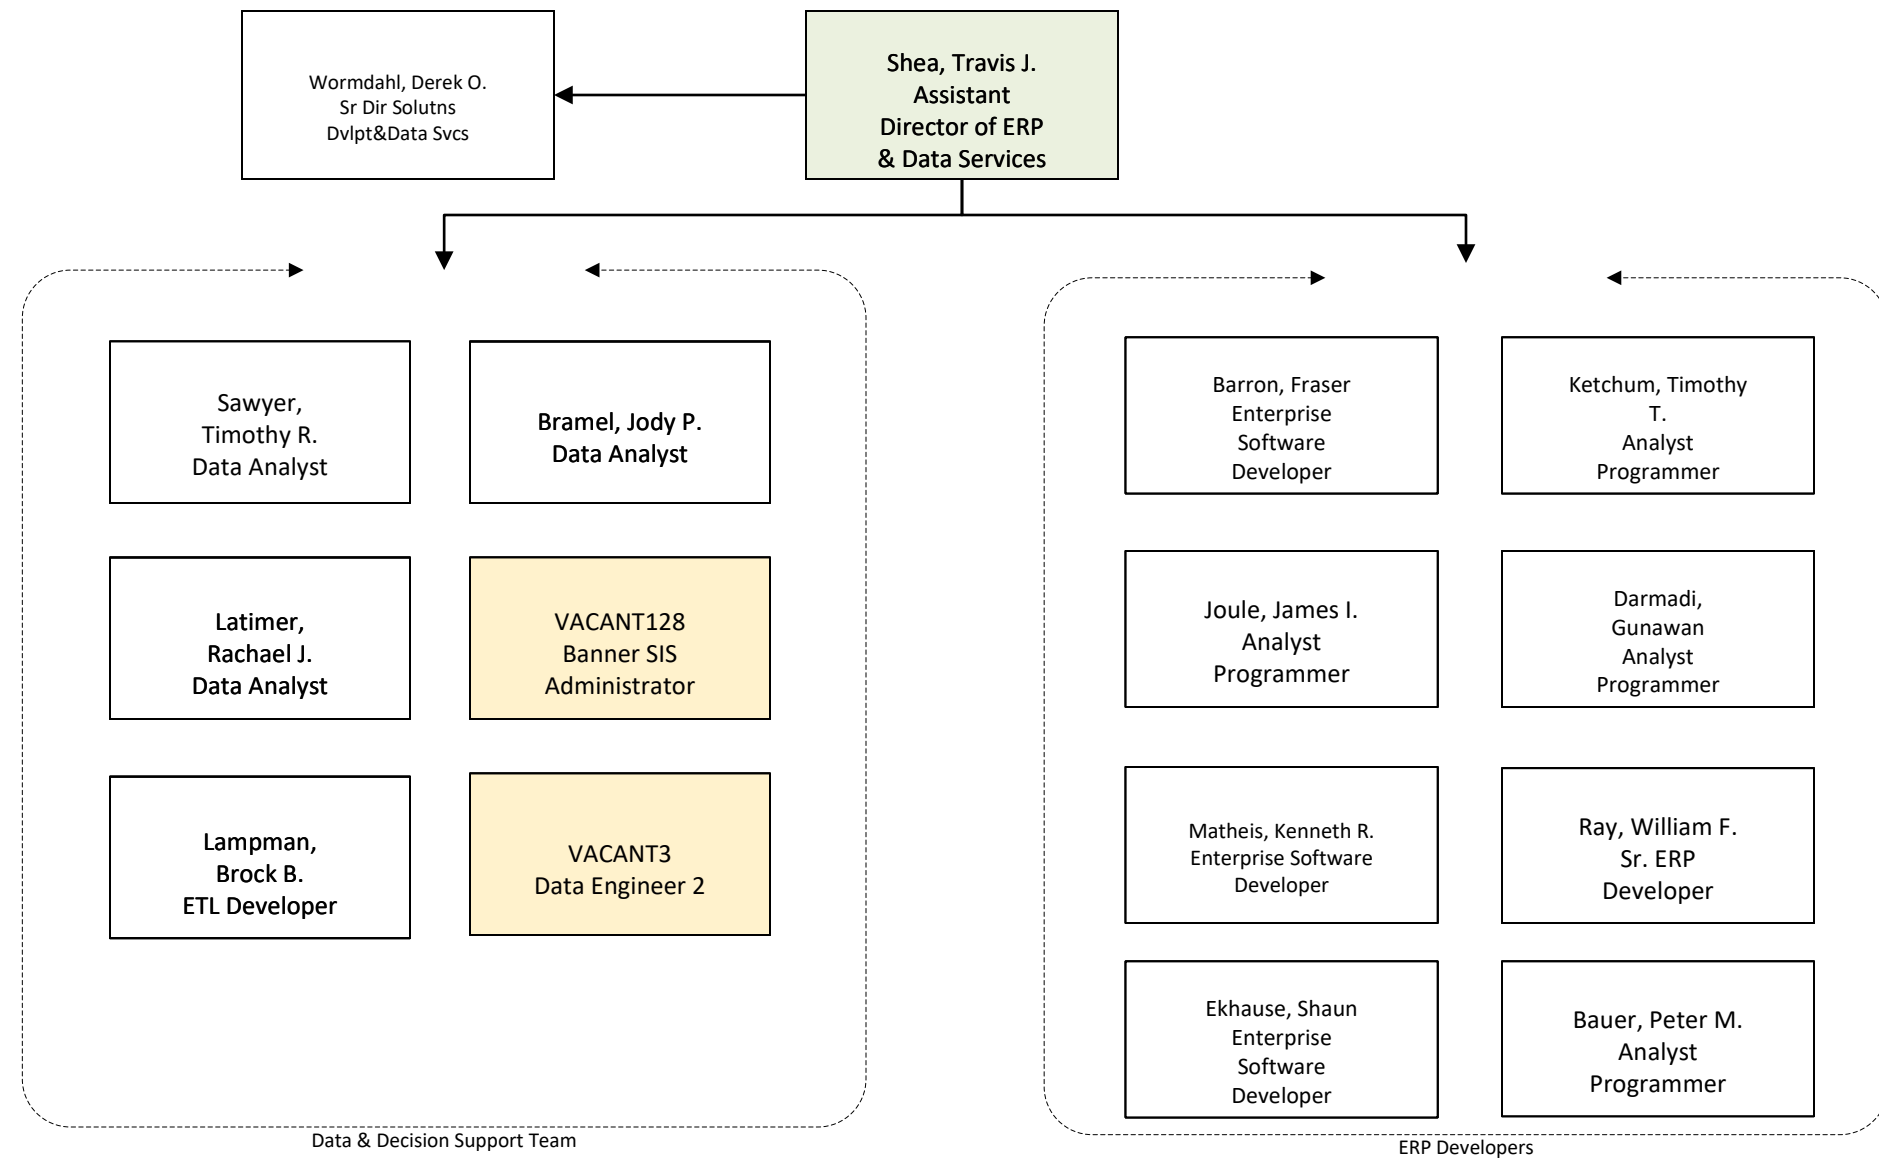 Wormdahl, Derek O.
Sr Dir Solutns
Dvlpt&Data Svcs
Shea, Travis J.
Assistant
Director of ERP
& Data Services
Sawyer,
Timothy R.
Data Analyst
Bramel, Jody P.
Data Analyst
Latimer,
Rachael J.
Data Analyst
VACANT128
Banner SIS
Administrator
Lampman,
Brock B.
ETL Developer
VACANT3
Data Engineer 2
Data & Decision Support Team
Barron, Fraser
Enterprise
Software
Developer
Ketchum, Timothy
T.
Analyst
Programmer
Joule, James I.
Analyst
Programmer
Darmadi,
Gunawan
Analyst
Programmer
Matheis, Kenneth R.
Enterprise Software
Developer
Ray, William F.
Sr. ERP
Developer
Ekhause, Shaun
Enterprise
Software
Developer
Bauer, Peter M.
Analyst
Programmer
ERP Developers